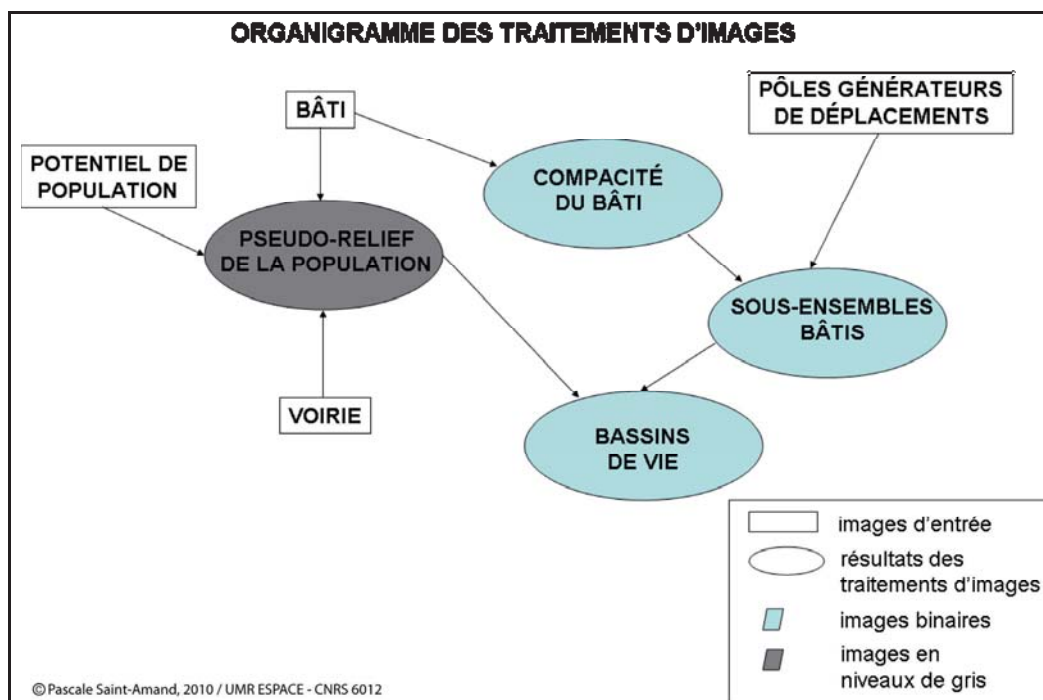 ORGANIGRAMME DES TRAITEMENTS D'IMAGES
BÂTI
PÔLES GÉNÉRATEURS
DE DÉPLACEMENTS
POTENTIEL DE
POPULATION
COMPACITÉ
DU BÂTI
PSEUDO-RELIEF
DE LA POPULATION
SOUS-ENSEMBLES
BÂTIS
VOIRIE
BASSINS
DE VIE
images d'entrée
résultats des
traitements d'images
images binaires
images en
niveaux de gris
© Pascale Saint-Amand, 2010 / UMR ESPACE - CNRS 6012